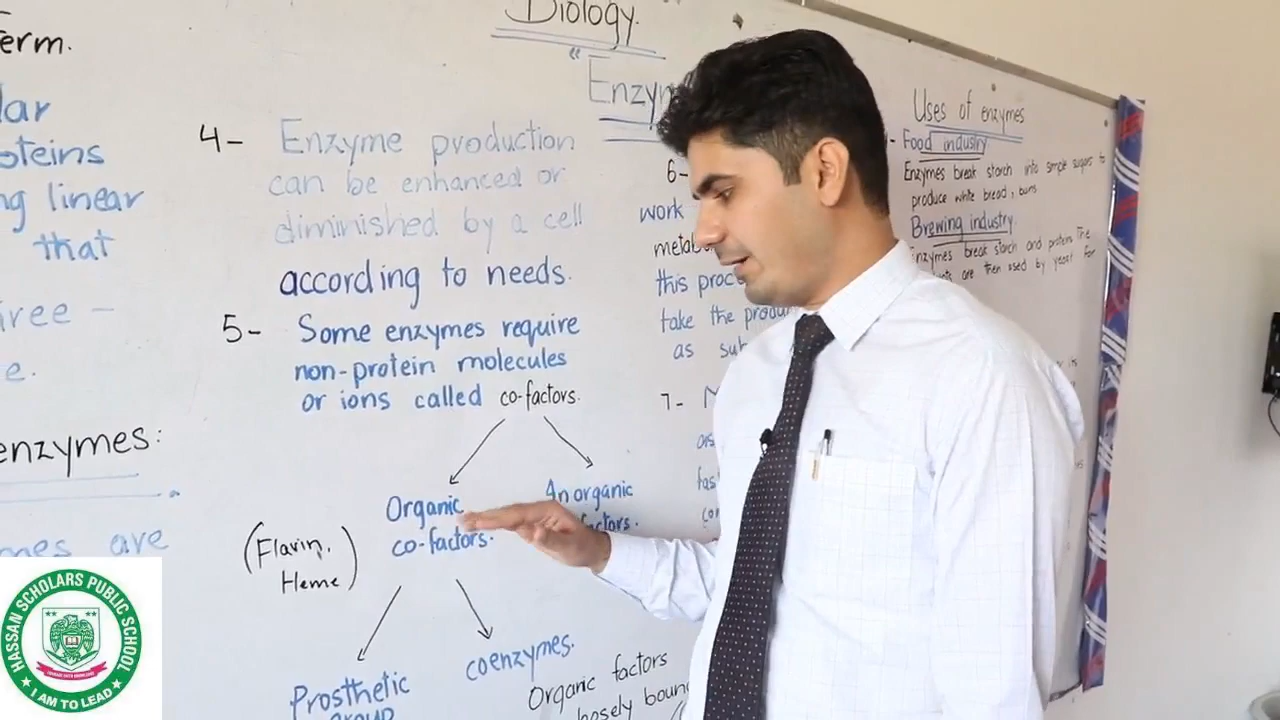 Term.
lar
oteins
ng linear
that
hree -
e.
enzymes:
mes are
Biology.
"Enzym
4- Enzyme production
can be enhanced or
diminished by a cell
according to needs.
5- Some enzymes require
non-protein molecules
or ions called co-factors.
Organic
co-factors.
Inorganic
factors.
(Flavin,
Heme)
Prosthetic
group
coenzymes.
Organic factors
loosely bound
6-
work
metab
this proc
take the produ
as sub
7-
Uses of enzymes
Food industry
Enzymes break starch into simple sugars to
produce white bread, buns
Brewing industry.
Enzymes break starch and proteins The
are then used by yeast for
HASSAN SCHOLARS PUBLIC SCHOOL
I AM TO LEAD